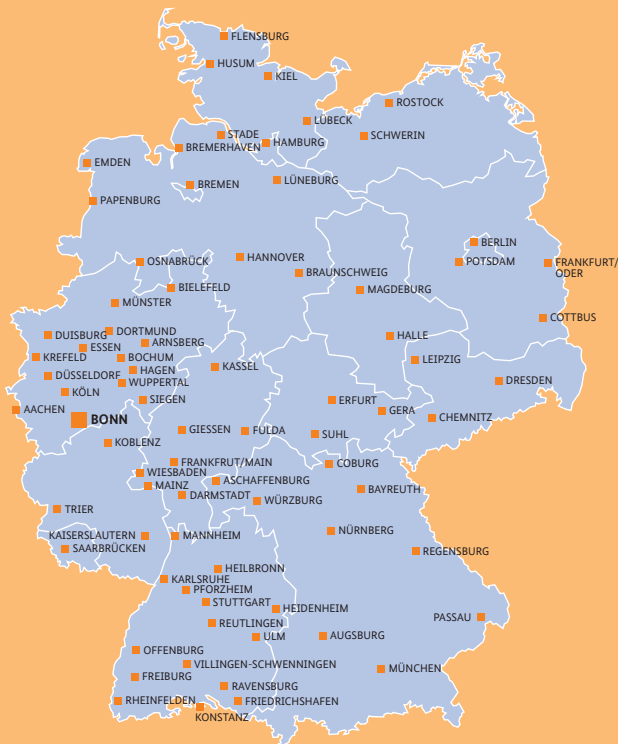 FLENSBURG
HUSUM
KIEL
ROSTOCK
LÜBECK
STADE
SCHWERIN
HAMBURG
BREMERHAVEN
EMDEN
LÜNEBURG
BREMEN
PAPENBURG
BERLIN
HANNOVER
OSNABRÜCK
POTSDAM
FRANKFURT/
ODER
BRAUNSCHWEIG
BIELEFELD
MAGDEBURG
MÜNSTER
COTTBUS
DORTMUND
DUISBURG
HALLE
ARNSBERG
ESSEN
KREFELD
BOCHUM
LEIPZIG
KASSEL
HAGEN
DÜSSELDORF
WUPPERTAL
DRESDEN
KÖLN
SIEGEN
ERFURT
AACHEN
GERA
CHEMNITZ
BONN
GIESSEN
FULDA
SUHL
KOBLENZ
FRANKFRUT/MAIN
COBURG
WIESBADEN
ASCHAFFENBURG
MAINZ
BAYREUTH
DARMSTADT
WÜRZBURG
TRIER
NÜRNBERG
KAISERSLAUTERN
MANNHEIM
SAARBRÜCKEN
REGENSBURG
HEILBRONN
KARLSRUHE
PFORZHEIM
STUTTGART
HEIDENHEIM
PASSAU
REUTLINGEN
ULM
AUGSBURG
OFFENBURG
VILLINGEN-SCHWENNINGEN
MÜNCHEN
FREIBURG
RAVENSBURG
RHEINFELDEN
FRIEDRICHSHAFEN
KONSTANZ